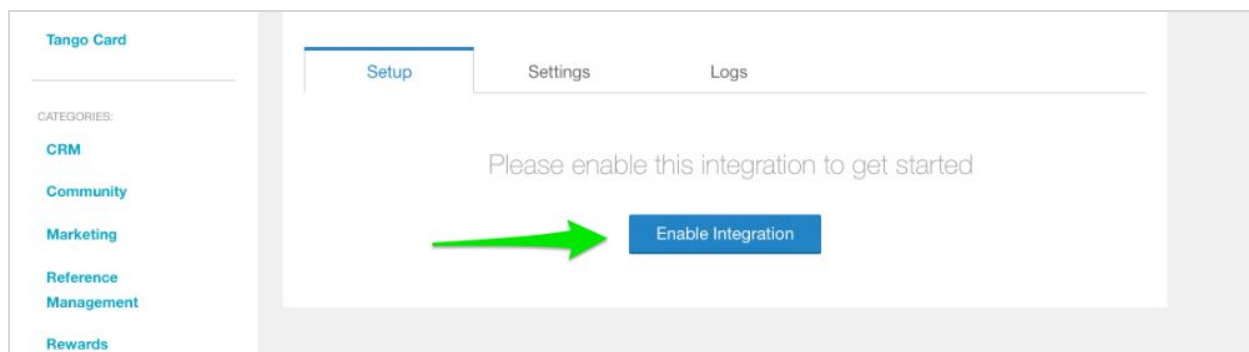 Tango Card
CATEGORIES:
CRM
Community
Marketing
Reference
Management
Rewards
Setup
Settings
Logs
Please enable this integration to get started
Enable Integration